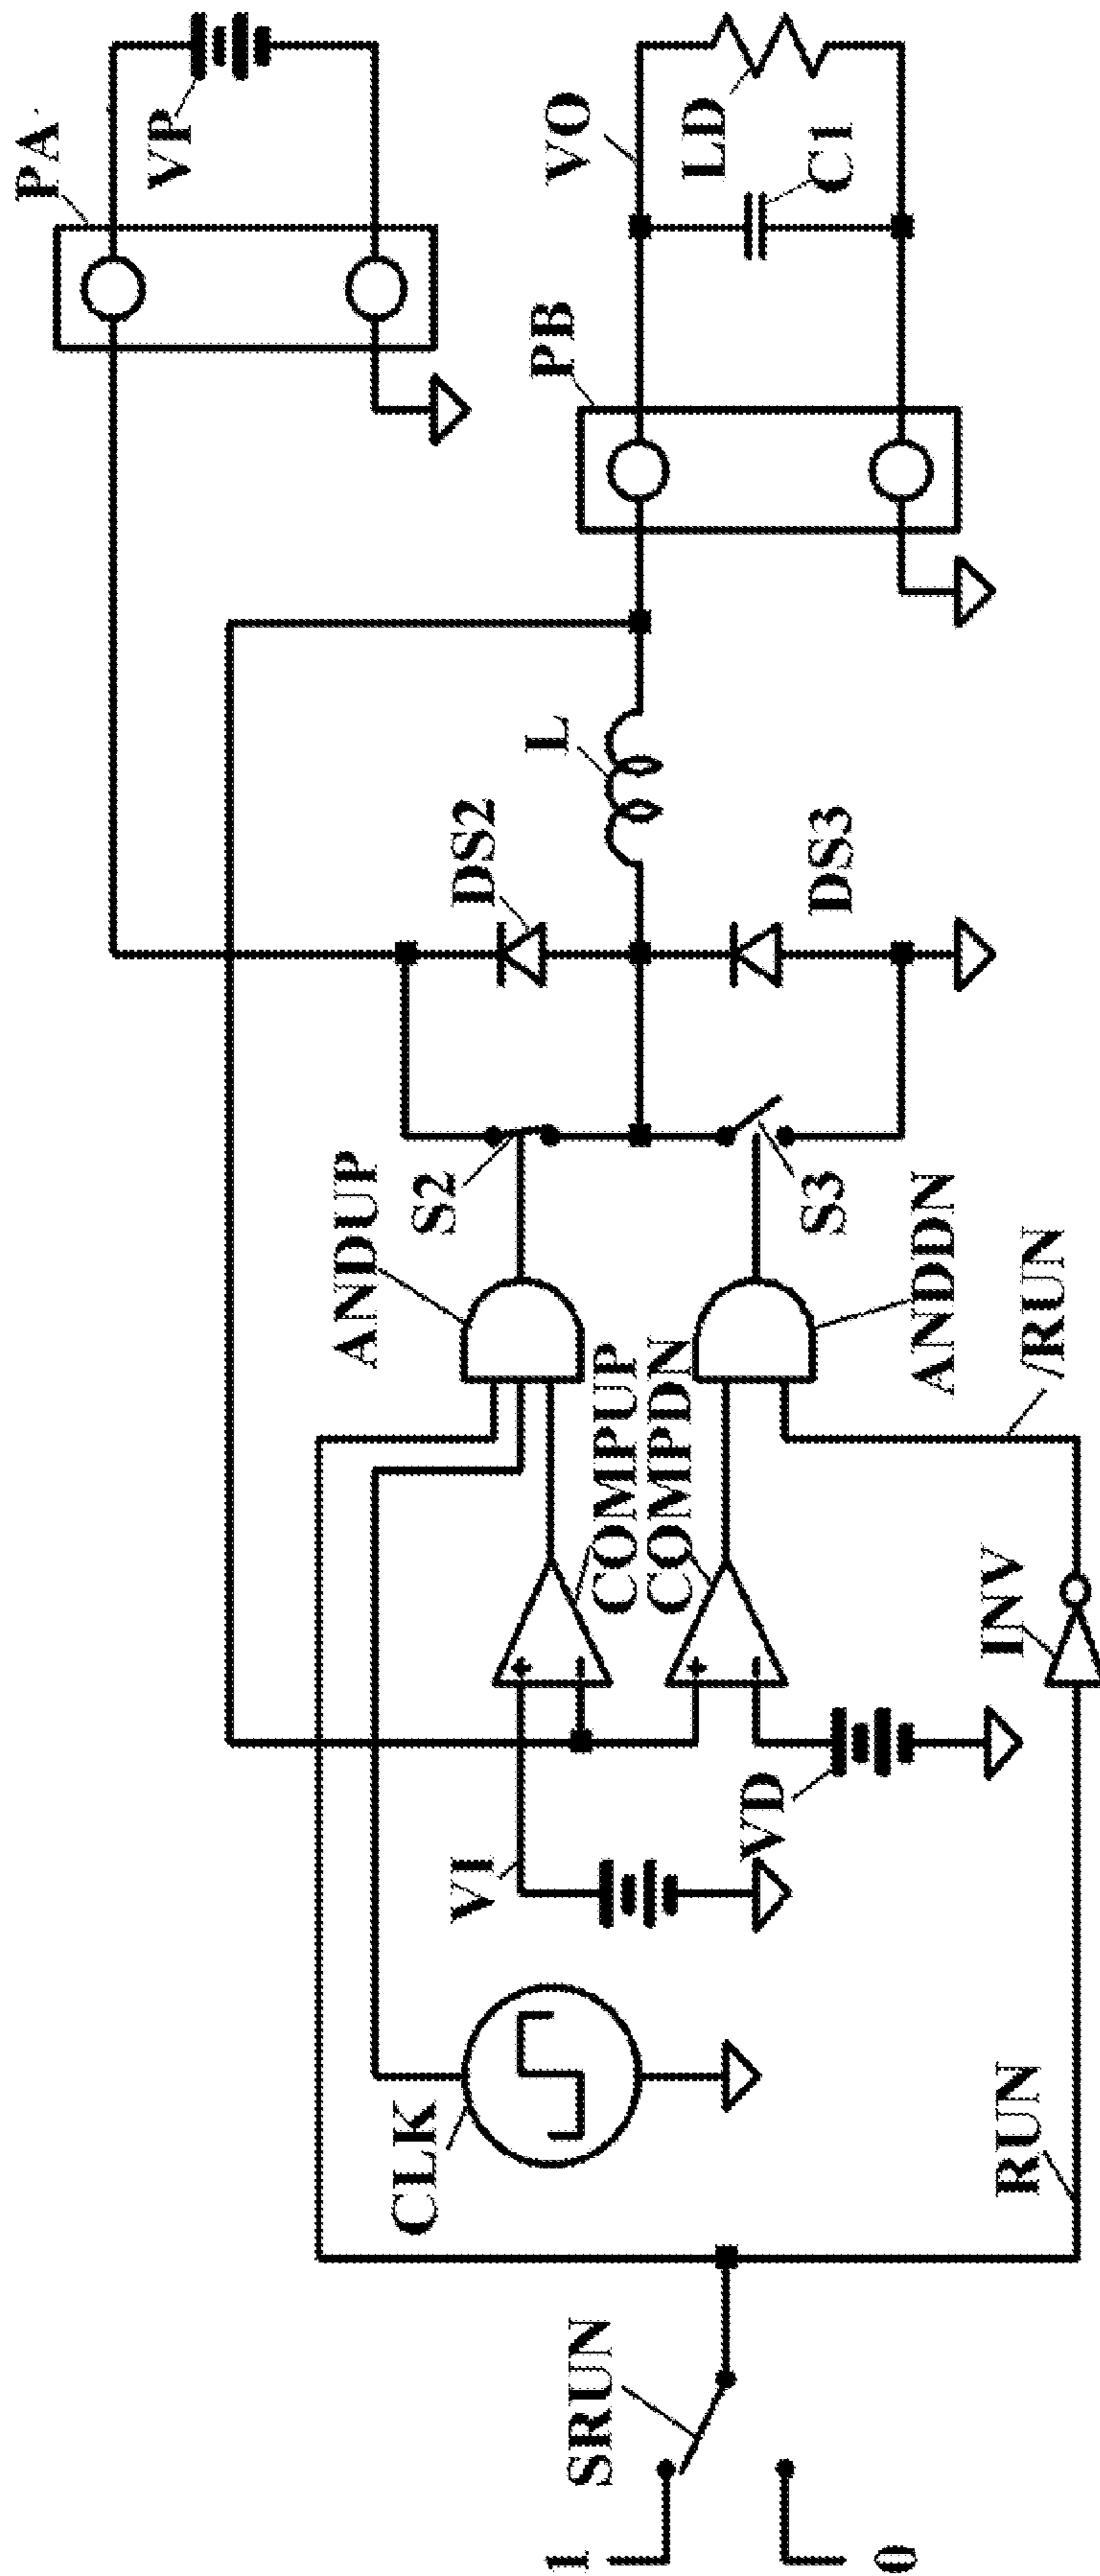 PA
VP
VO
LD
C1
PB
L
DS2
DS3
S2
S3
ANDUP
ANDDN
/RUN
COMPUP
COMPDN
+
−
+
−
INV
VI
VD
CLK
RUN
SRUN
1
0